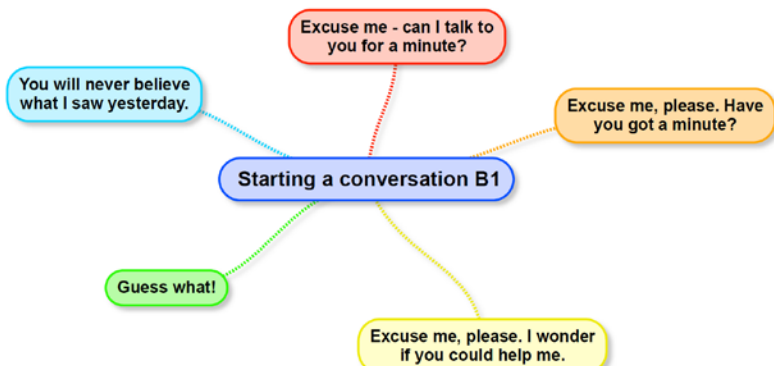 Excuse me - can I talk to
you for a minute?
You will never believe
what I saw yesterday.
Excuse me, please. Have
you got a minute?
Starting a conversation B1
Guess what!
Excuse me, please. I wonder
if you could help me.